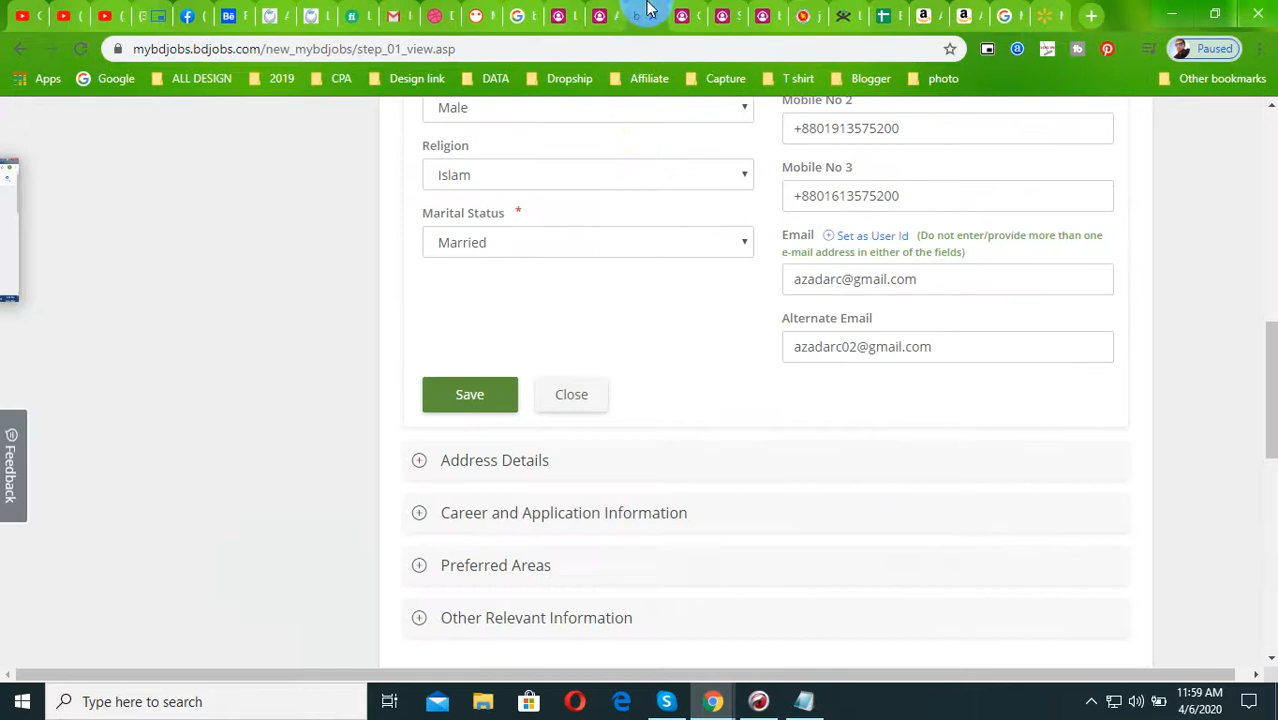 Paused
mybdjobs.bdjobs.com/new_mybdjobs/step_01_view.asp
Apps
Google
ALL DESIGN
2019
CPA
Design link
DATA
Dropship
Affiliate
Capture
T shirt
Blogger
photo
Other bookmarks
Male
Mobile No 2
+8801913575200
Religion
Islam
Mobile No 3
+8801613575200
Marital Status *
Married
Email Set as User Id (Do not enter/provide more than one
e-mail address in either of the fields)
azadarc@gmail.com
Alternate Email
azadarc02@gmail.com
Save
Close
Address Details
Career and Application Information
Preferred Areas
Other Relevant Information
Feedback
Type here to search
11:59 AM
4/6/2020